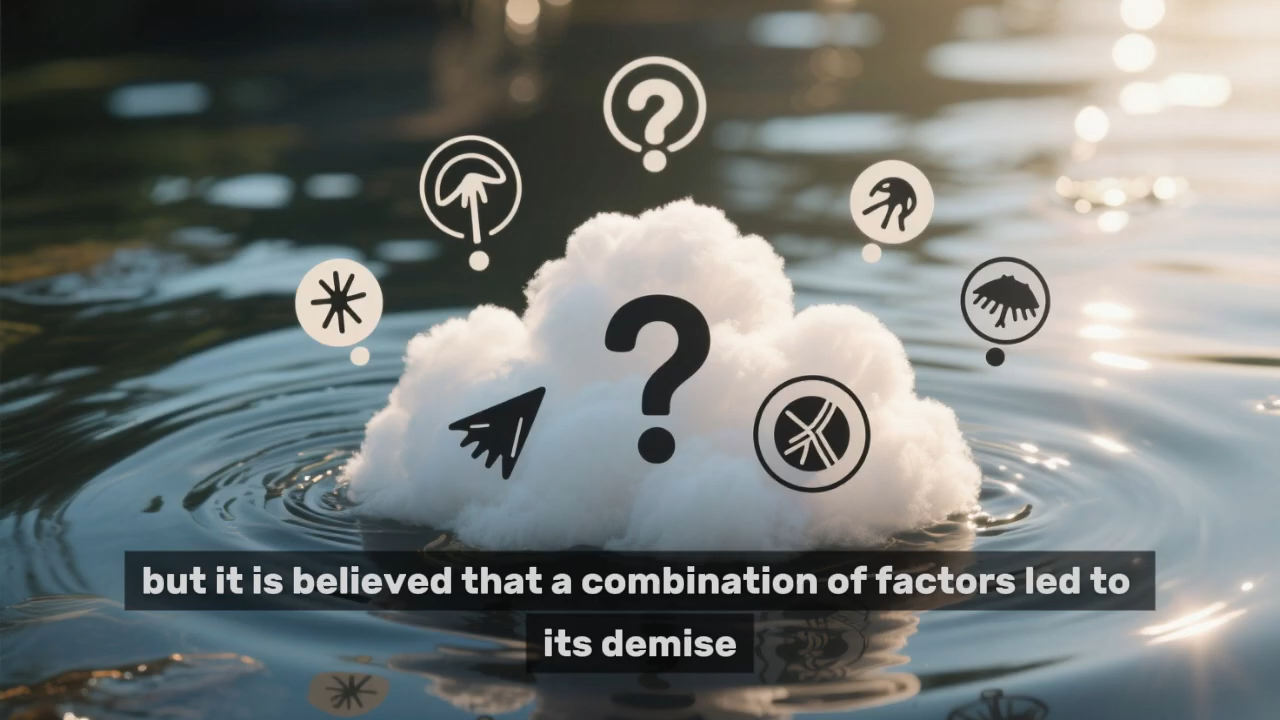 ?
?
but it is believed that a combination of factors led to
its demise